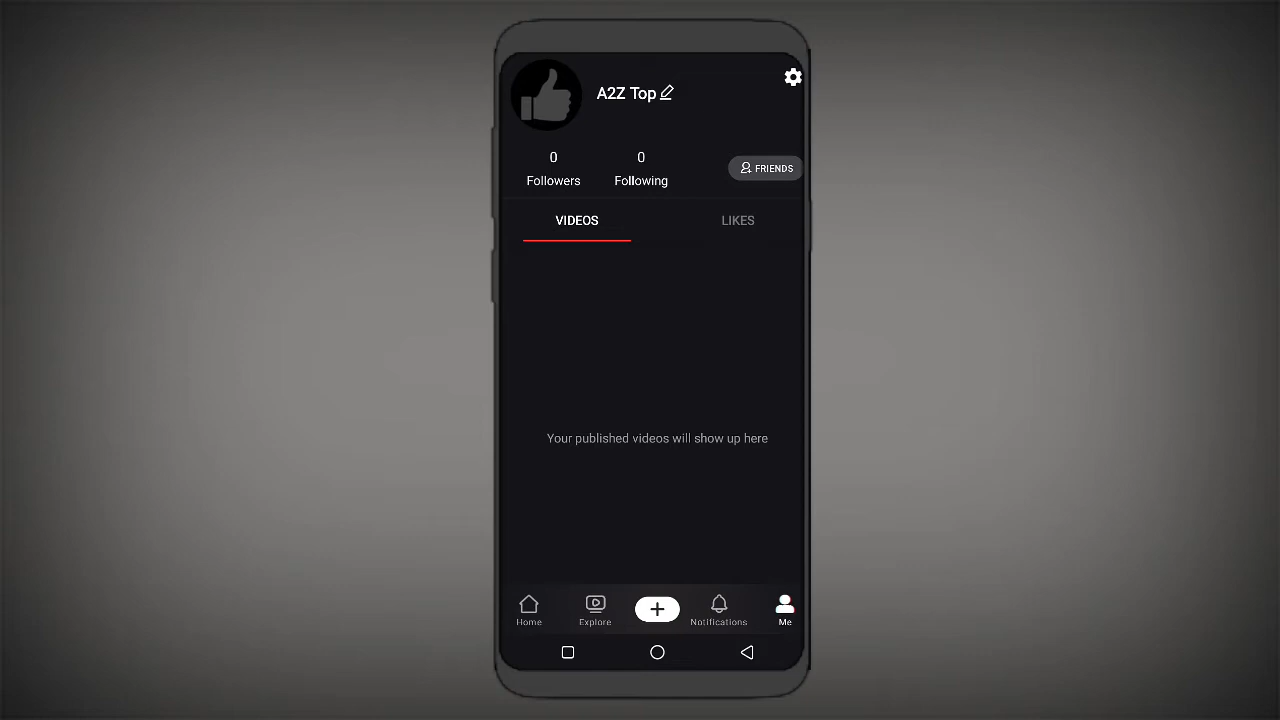 A2Z Top
0
0
Followers
Following
FRIENDS
VIDEOS
LIKES
Your published videos will show up here
Home
Explore
Notifications
Me